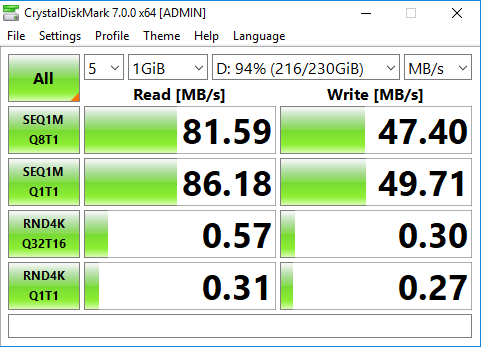 CrystalDiskMark 7.0.0 x64 [ADMIN]
File Settings Profile Theme Help Language
All 5 1GiB D: 94% (216/230GiB) MB/s
Read [MB/s] Write [MB/s]
SEQ1M
Q8T1 81.59 47.40
SEQ1M
Q1T1 86.18 49.71
RND4K
Q32T16 0.57 0.30
RND4K
Q1T1 0.31 0.27